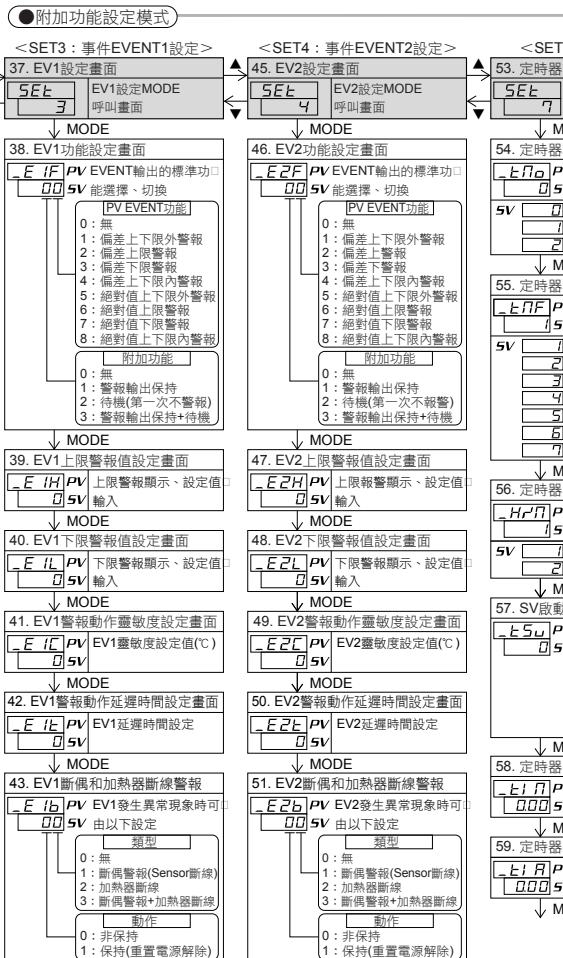 ●附加功能設定模式
<SET3：事件EVENT1設定>
37. EV1設定畫面
SEt
3
EV1設定MODE
呼叫畫面
MODE
38. EV1功能設定畫面
_E1F PV EVENT輸出的標準功□
00 SV 能選擇、切換
PV EVENT功能
0：無
1：偏差上下限外警報
2：偏差上限警報
3：偏差下限警報
4：偏差上下限內警報
5：絕對值上下限外警報
6：絕對值上限警報
7：絕對值下限警報
8：絕對值上下限內警報
附加功能
0：無
1：警報輸出保持
2：待機(第一次不警報)
3：警報輸出保持+待機
MODE
39. EV1上限警報值設定畫面
_E1H PV 上限警報顯示、設定值□
0 SV 輸入
MODE
40. EV1下限警報值設定畫面
_E1L PV 下限警報顯示、設定值□
0 SV 輸入
MODE
41. EV1警報動作靈敏度設定畫面
_E1C PV EV1靈敏度設定值(℃)
0 SV
MODE
42. EV1警報動作延遲時間設定畫面
_E1t PV EV1延遲時間設定
0 SV
MODE
43. EV1斷偶和加熱器斷線警報
_E1b PV EV1發生異常現象時可□
00 SV 由以下設定
類型
0：無
1：斷偶警報(Sensor斷線)
2：加熱器斷線
3：斷偶警報+加熱器斷線
動作
0：非保持
1：保持(重置電源解除)
<SET4：事件EVENT2設定>
45. EV2設定畫面
SEt
4
EV2設定MODE
呼叫畫面
MODE
46. EV2功能設定畫面
_E2F PV EVENT輸出的標準功□
00 SV 能選擇、切換
PV EVENT功能
0：無
1：偏差上下限外警報
2：偏差上警報
3：偏差下警報
4：偏差上下限內警報
5：絕對值上下限外警報
6：絕對值上限警報
7：絕對值下限警報
8：絕對值上下限內警報
附加功能
0：無
1：警報輸出保持
2：待機(第一次不報警)
3：警報輸出保持+待機
MODE
47. EV2上限警報值設定畫面
_E2H PV 上限報警顯示、設定值□
0 SV 輸入
MODE
48. EV2下限警報值設定畫面
_E2L PV 下限警報顯示、設定值□
0 SV 輸入
MODE
49. EV2警報動作靈敏度設定畫面
_E2C PV EV2靈敏度設定值(℃)
0 SV
MODE
50. EV2警報動作延遲時間設定畫面
_E2t PV EV2延遲時間設定
0 SV
MODE
51. EV2斷偶和加熱器斷線警報
_E2b PV EV2發生異常現象時可□
00 SV 由以下設定
類型
0：無
1：斷偶警報(Sensor斷線)
2：加熱器斷線
3：斷偶警報+加熱器斷線
動作
0：非保持
1：保持(重置電源解除)
<SET
53. 定時器
SEt
7
M
54. 定時器
SV
0
1
2
M
55. 定時器
1
SV
1
2
3
4
5
6
7
M
56. 定時器
1
SV
1
2
M
57. SV啟動
0
M
58. 定時器
0.00
M
59. 定時器
0.00
M